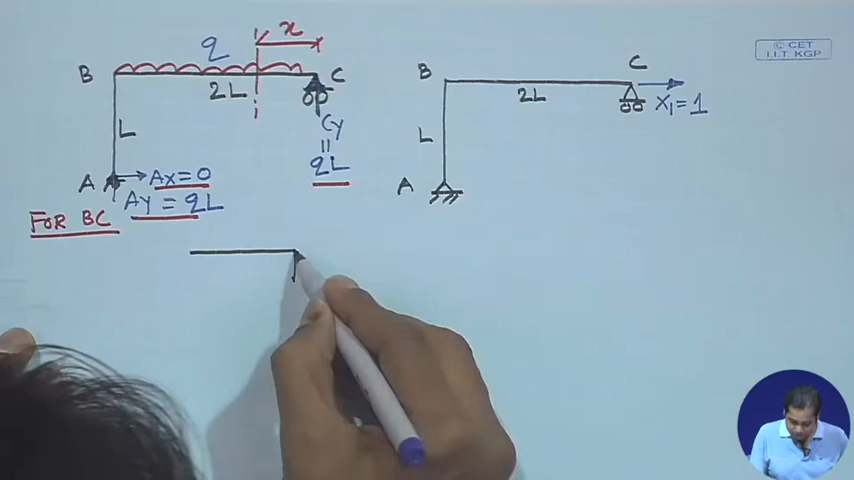 © CET
I.I.T. KGP
x
q
B
C
2L
L
Cy
=
qL
A
Ax=0
Ay = qL
FOR BC
B
C
2L
X1=1
L
A